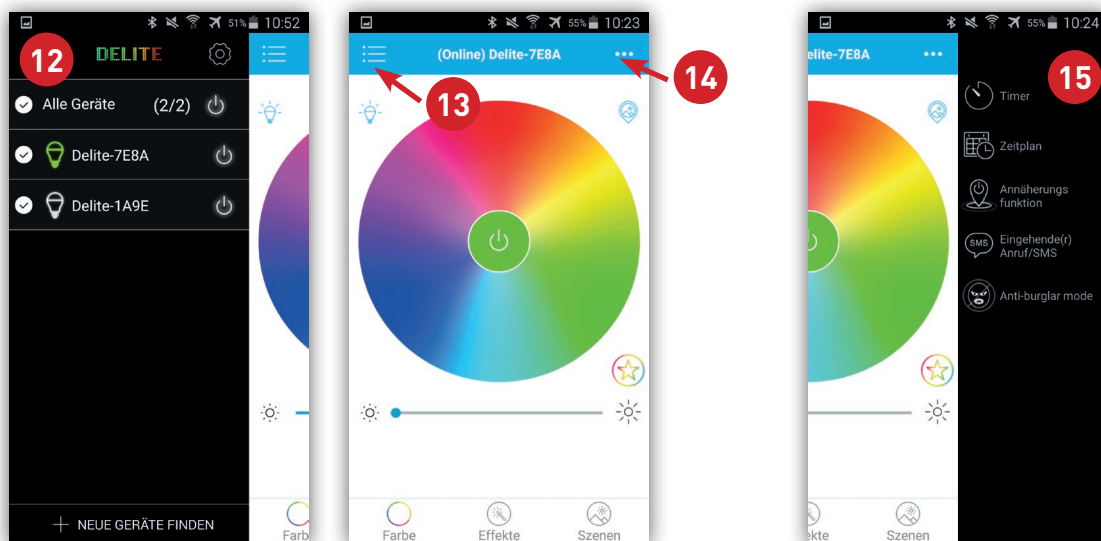 51% 10:52
12
DELITE
Alle Geräte (2/2)
Delite-7E8A
Delite-1A9E
NEUE GERÄTE FINDEN
Farb
55% 10:23
(Online) Delite-7E8A
13
14
Farbe
Effekte
Szenen
55% 10:24
elite-7E8A
15
Timer
Zeitplan
Annäherungs
funktion
SMS
Eingehende(r)
Anruf/SMS
Anti-burglar mode
ekte
Szenen